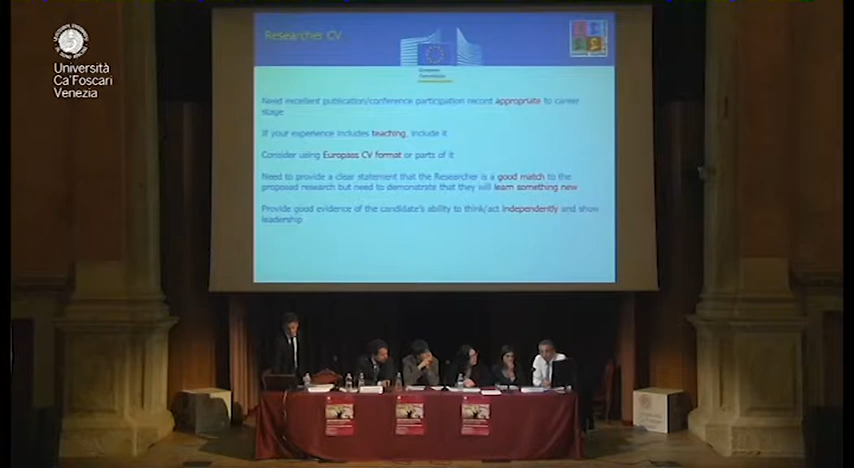 Università
Ca'Foscari
Venezia
Researcher CV
European
Commission
Need excellent publication/conference participation record appropriate to career
stage
If your experience includes teaching, include it
Consider using Europass CV format or parts of it
Need to provide a clear statement that the Researcher is a good match to the
proposed research but need to demonstrate that they will learn something new
Provide good evidence of the candidate's ability to think/act independently and show
leadership